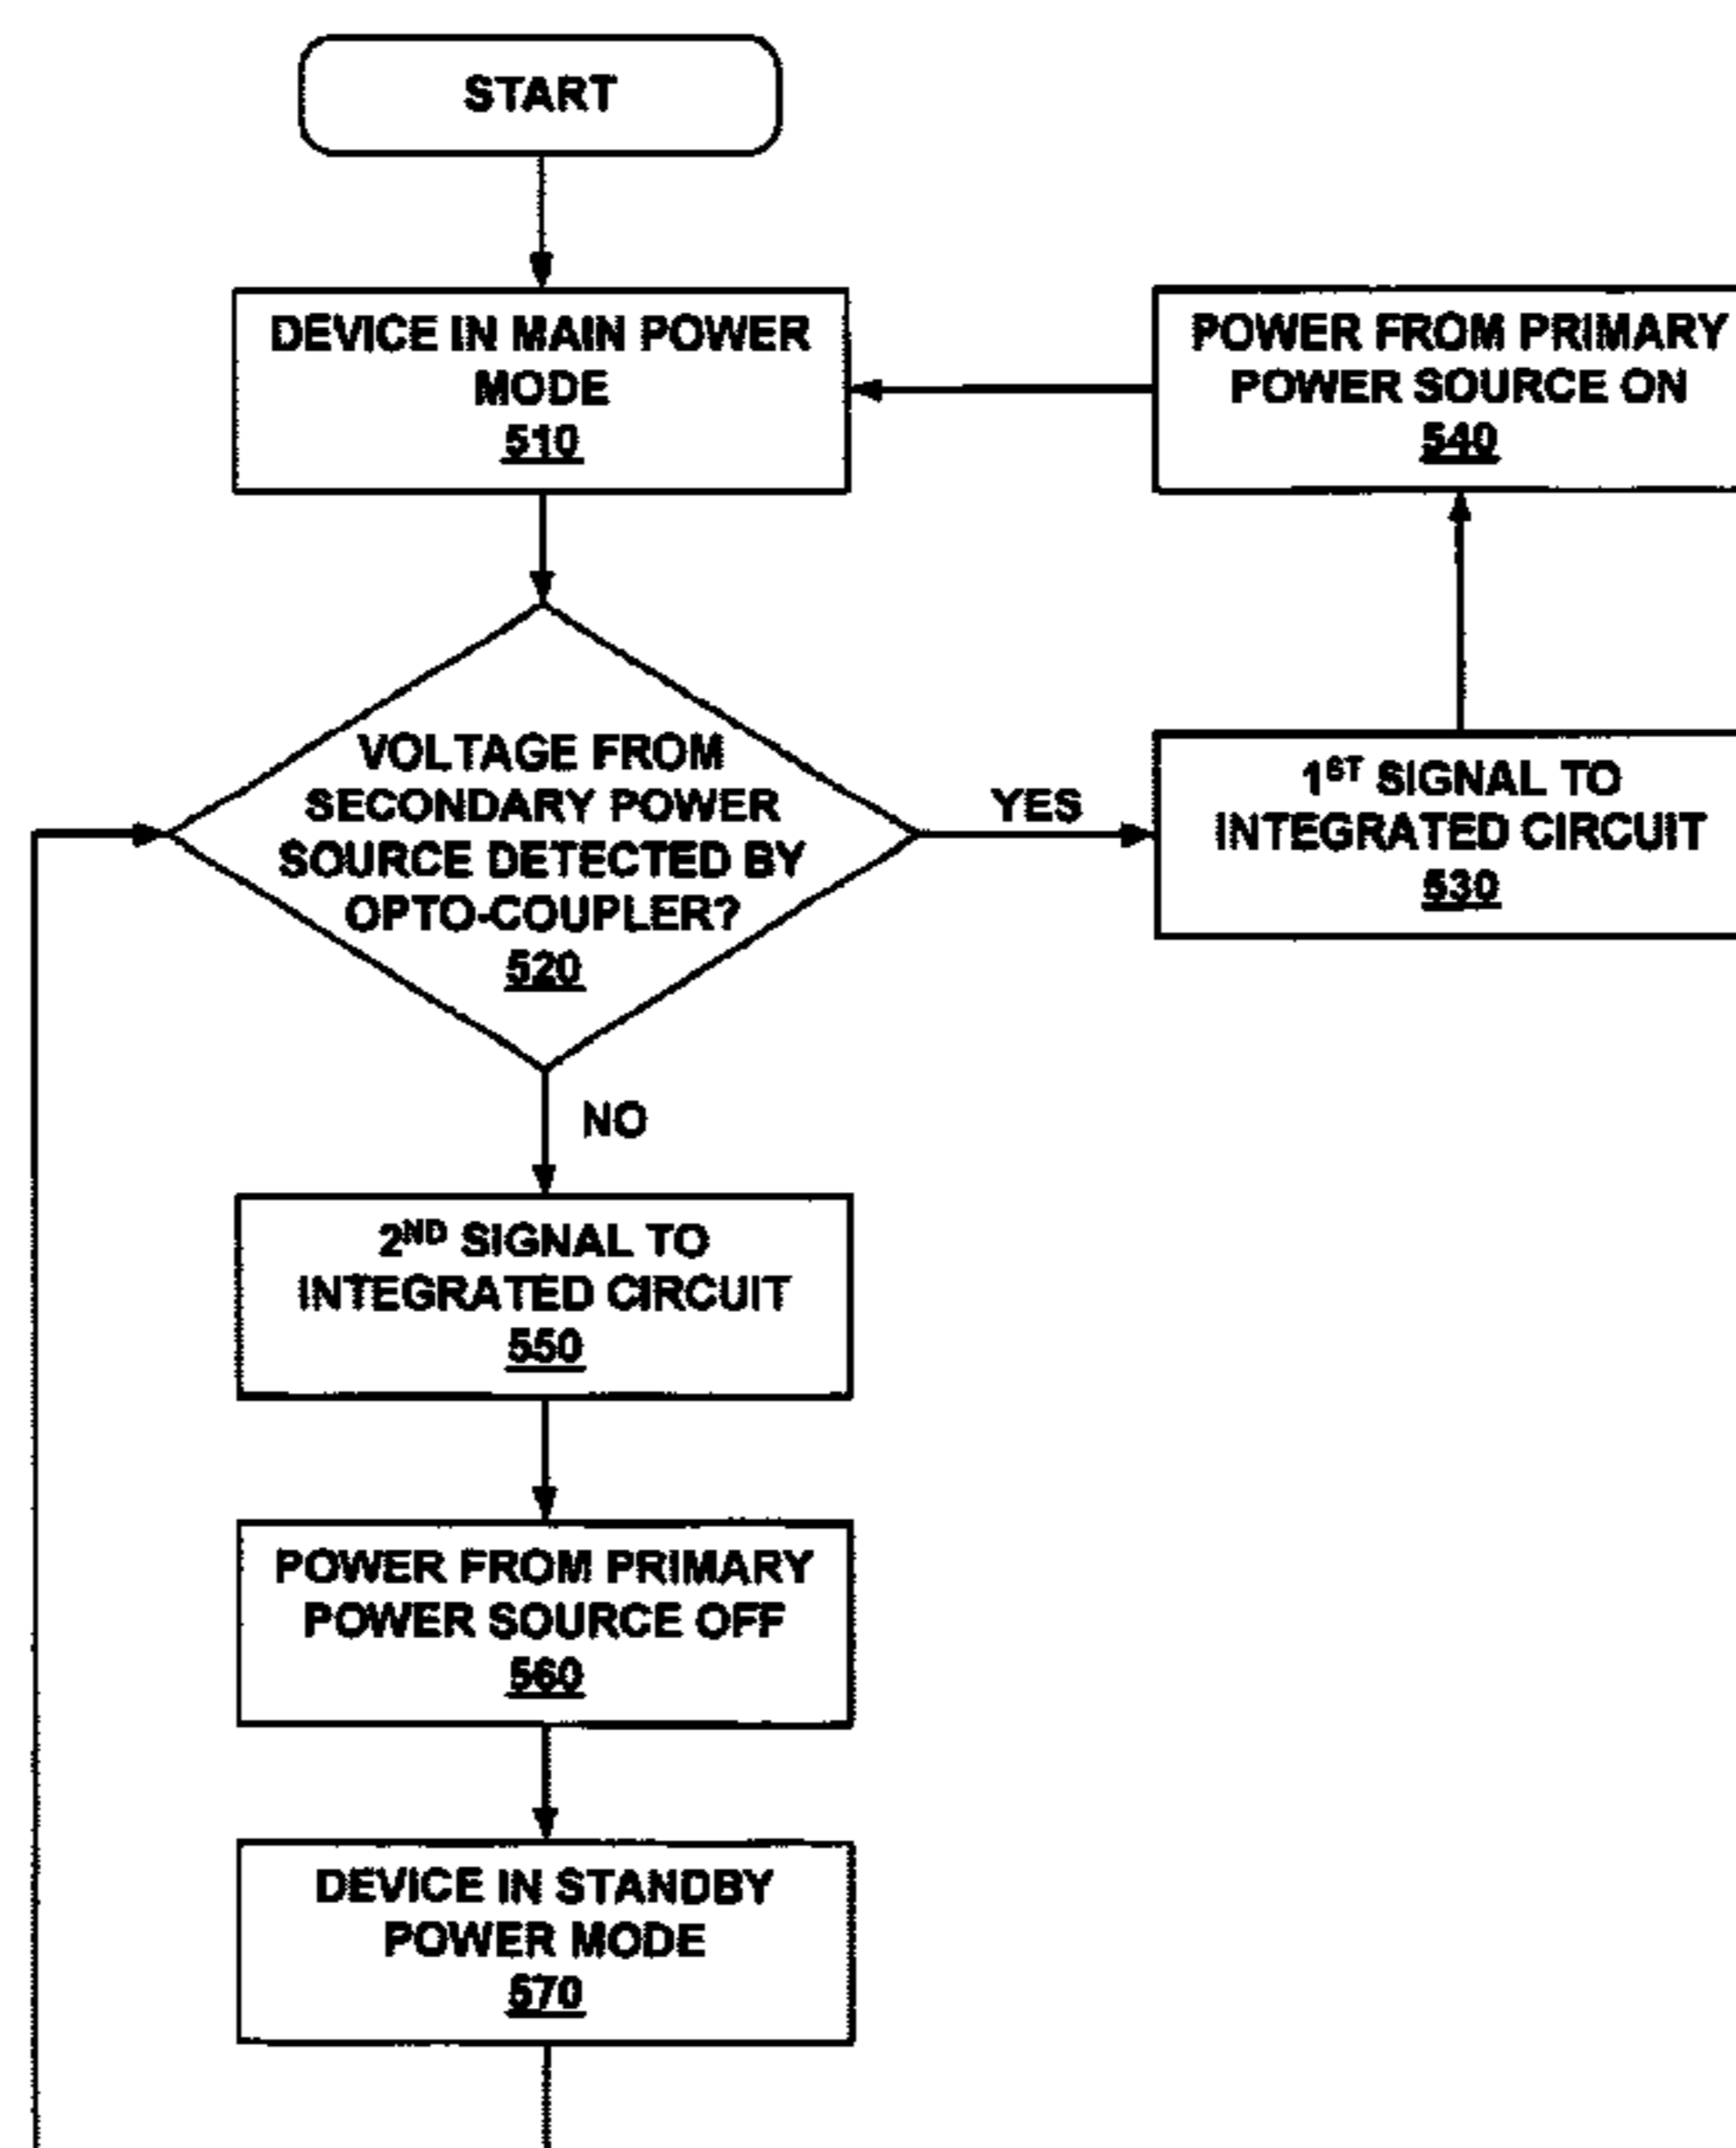 START
DEVICE IN MAIN POWER
MODE
510
POWER FROM PRIMARY
POWER SOURCE ON
540
VOLTAGE FROM
SECONDARY POWER
SOURCE DETECTED BY
OPTO-COUPLER?
520
YES
1ST SIGNAL TO
INTEGRATED CIRCUIT
530
NO
2ND SIGNAL TO
INTEGRATED CIRCUIT
550
POWER FROM PRIMARY
POWER SOURCE OFF
560
DEVICE IN STANDBY
POWER MODE
570